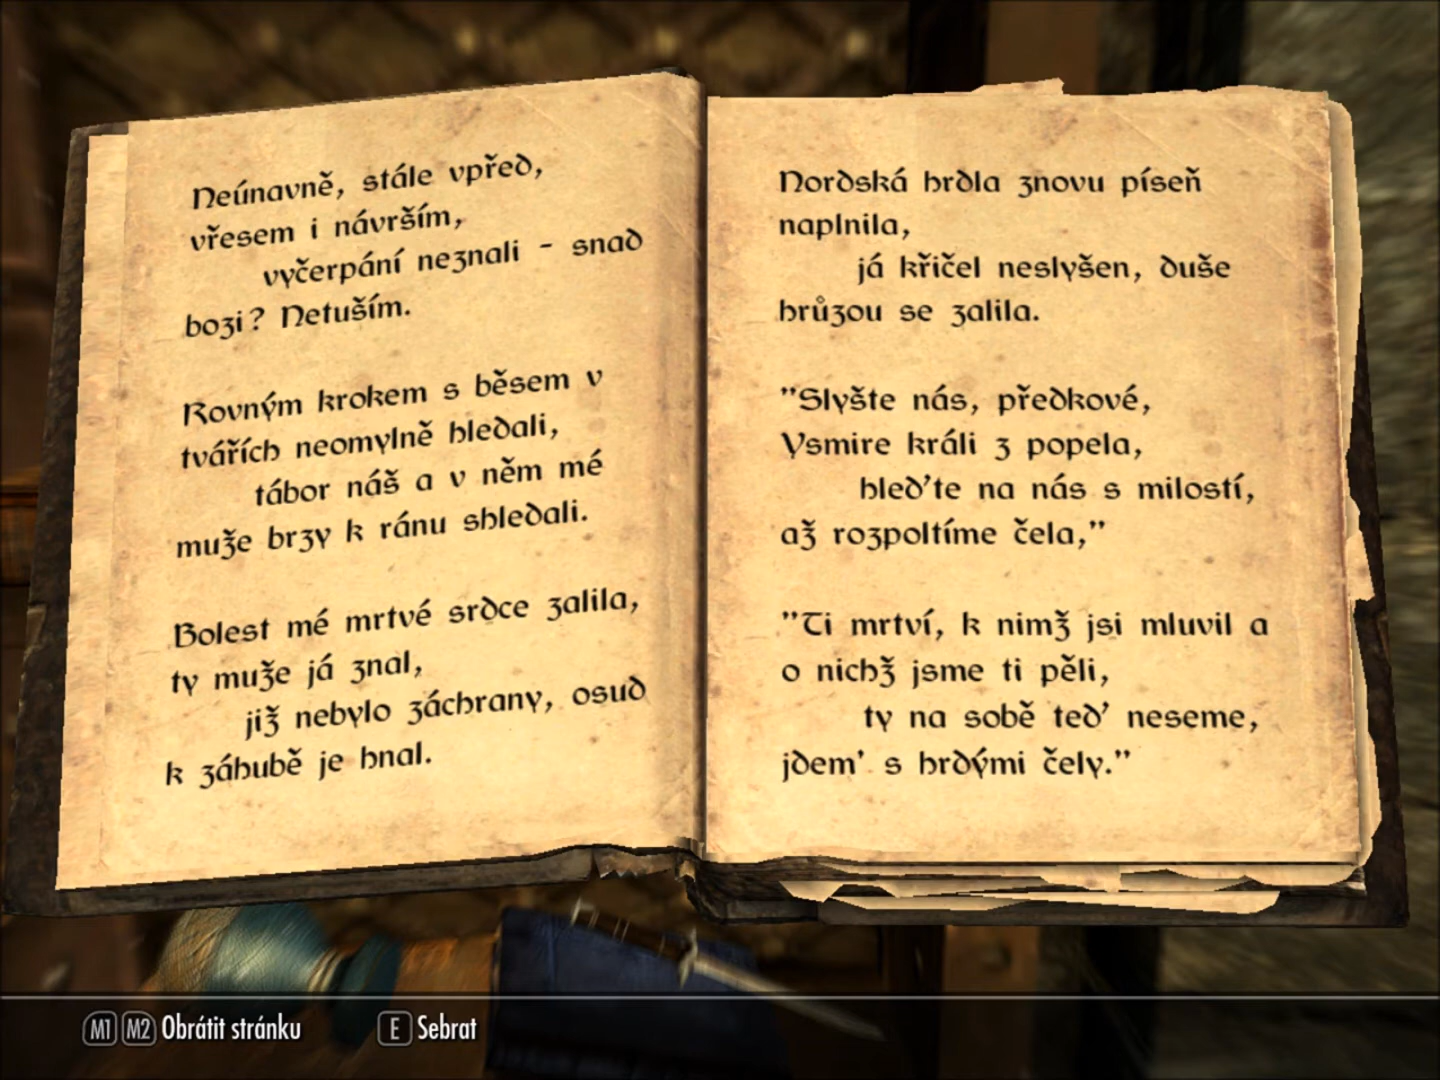 Neúnavně, stále vpřed,
vřesem i návrším,
vyčerpání neznali - snad
bozi? Netuším.
Rovným krokem s běsem v
tvářích neomylně hledali,
tábor náš a v něm mé
muže brzy k ránu shledali.
Bolest mé mrtvé srdce zalila,
ty muže já znal,
již nebylo záchrany, osud
k záhubě je hnal.
Nordská hrdla znovu píseň
naplnila,
já křičel neslyšen, duše
hrůzou se zalila.
"Slyšte nás, předkové,
Ysmire králi z popela,
hleď'te na nás s milostí,
až rozpoltíme čela,"
"Ti mrtví, k nimž jsi mluvil a
o nichž jsme ti pěli,
ty na sobě teď' neseme,
jdem' s hrdými čely."
M1 M2 Obrátit stránku E Sebrat